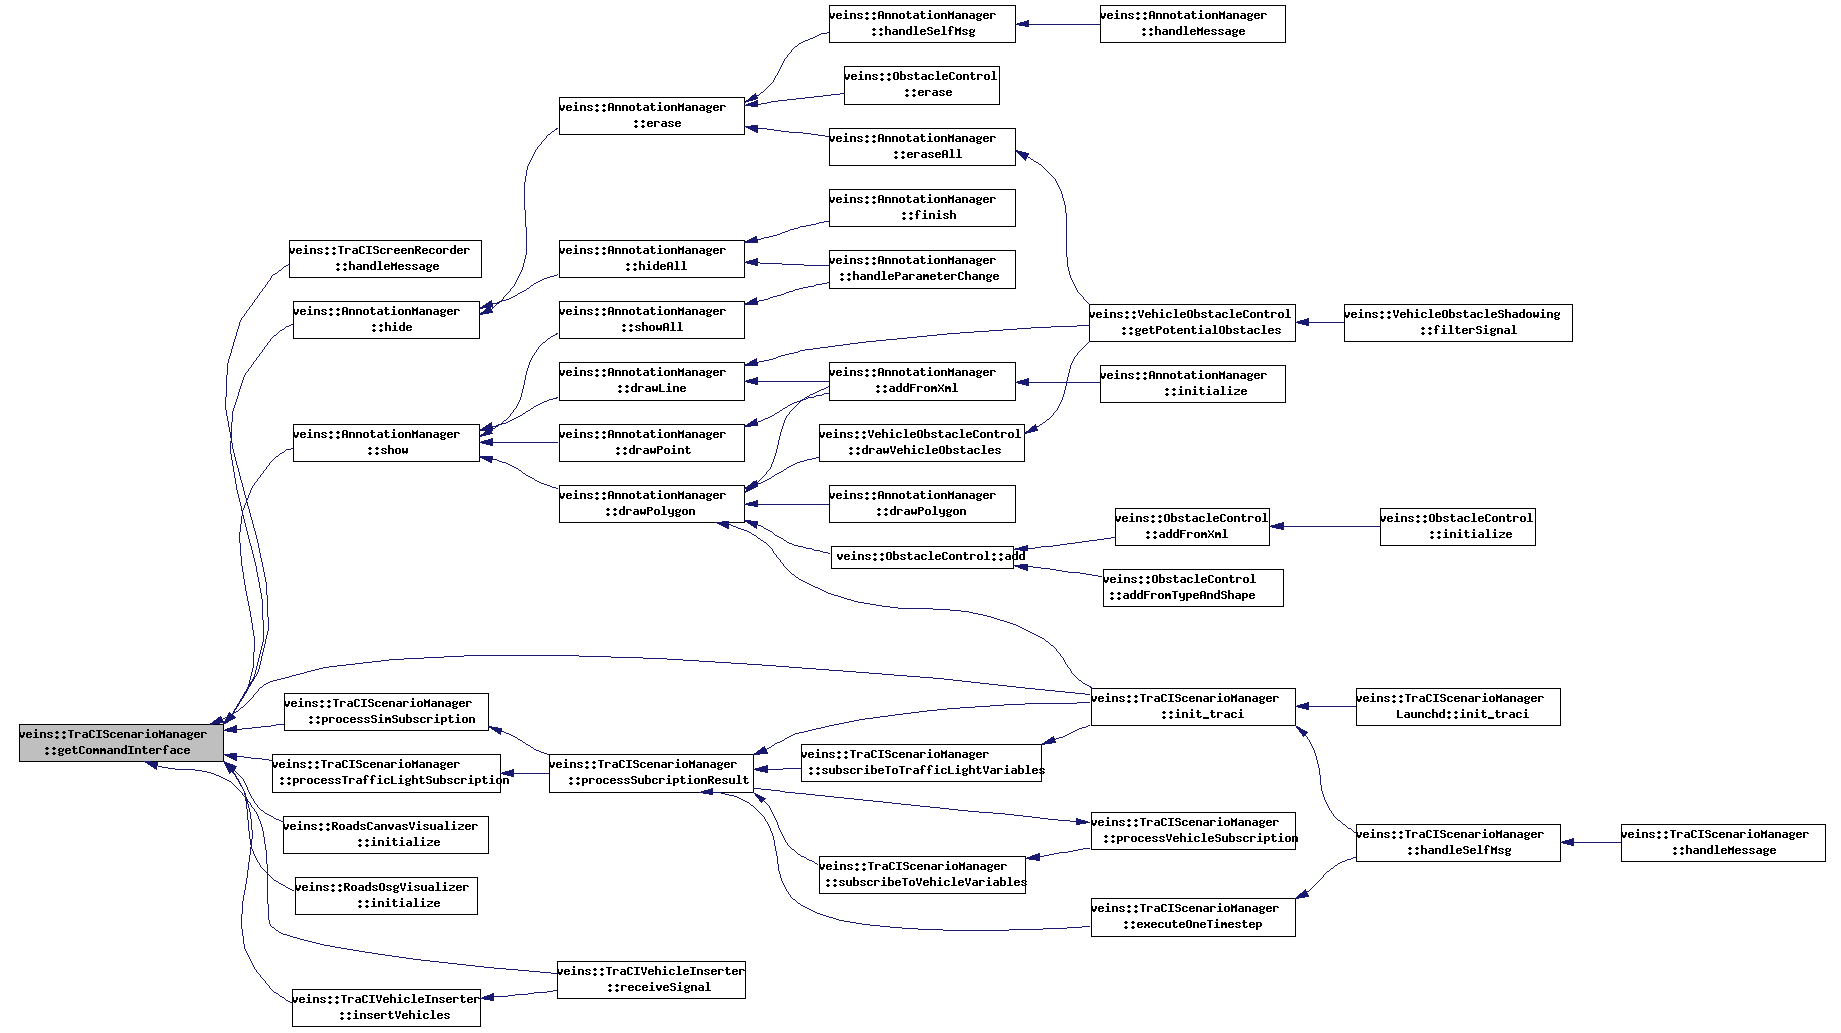 veins::AnnotationManager
::handleSelfMsg
veins::AnnotationManager
::handleMessage
veins::ObstacleControl
::erase
veins::AnnotationManager
::erase
veins::AnnotationManager
::eraseAll
veins::AnnotationManager
::finish
veins::TraCIScreenRecorder
::handleMessage
veins::AnnotationManager
::hideAll
veins::AnnotationManager
::handleParameterChange
veins::AnnotationManager
::hide
veins::AnnotationManager
::showAll
veins::VehicleObstacleControl
::getPotentialObstacles
veins::VehicleObstacleShadowing
::filterSignal
veins::AnnotationManager
::drawLine
veins::AnnotationManager
::addFromXml
veins::AnnotationManager
::initialize
veins::AnnotationManager
::show
veins::AnnotationManager
::drawPoint
veins::VehicleObstacleControl
::drawVehicleObstacles
veins::AnnotationManager
::drawPolygon
veins::AnnotationManager
::drawPolygon
veins::ObstacleControl
::addFromXml
veins::ObstacleControl
::initialize
veins::ObstacleControl::add
veins::ObstacleControl
::addFromTypeAndShape
veins::TraCIScenarioManager
::processSimSubscription
veins::TraCIScenarioManager
::init_traci
veins::TraCIScenarioManager
Launchd::init_traci
veins::TraCIScenarioManager
::getCommandInterface
veins::TraCIScenarioManager
::processTrafficLightSubscription
veins::TraCIScenarioManager
::processSubcriptionResult
veins::TraCIScenarioManager
::subscribeToTrafficLightVariables
veins::RoadsCanvasVisualizer
::initialize
veins::TraCIScenarioManager
::processVehicleSubscription
veins::TraCIScenarioManager
::handleSelfMsg
veins::TraCIScenarioManager
::handleMessage
veins::RoadsOsgVisualizer
::initialize
veins::TraCIScenarioManager
::subscribeToVehicleVariables
veins::TraCIScenarioManager
::executeOneTimestep
veins::TraCIVehicleInserter
::receiveSignal
veins::TraCIVehicleInserter
::insertVehicles